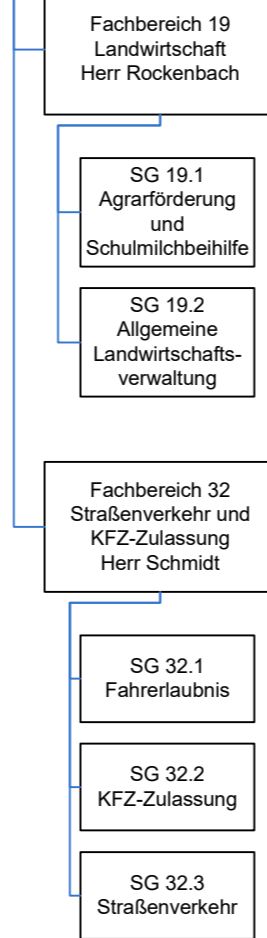 Fachbereich 19
Landwirtschaft
Herr Rockenbach
SG 19.1
Agrarförderung
und
Schulmilchbeihilfe
SG 19.2
Allgemeine
Landwirtschafts-
verwaltung
Fachbereich 32
Straßenverkehr und
KFZ-Zulassung
Herr Schmidt
SG 32.1
Fahrerlaubnis
SG 32.2
KFZ-Zulassung
SG 32.3
Straßenverkehr